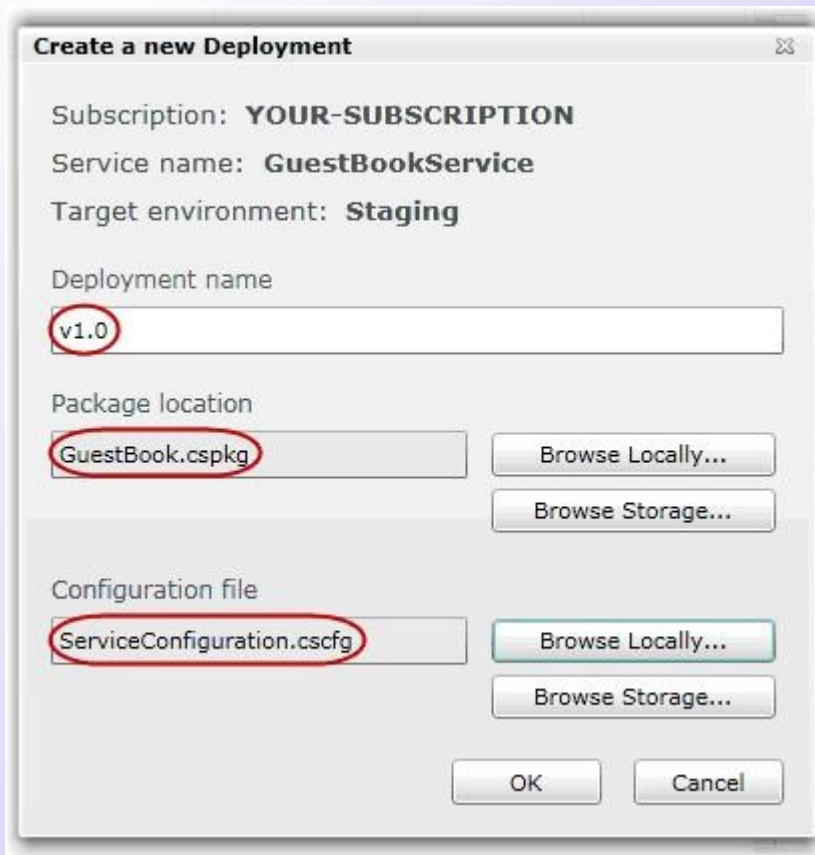 Create a new Deployment
Subscription: YOUR-SUBSCRIPTION
Service name: GuestBookService
Target environment: Staging
Deployment name
v1.0
Package location
GuestBook.cspkg
Browse Locally...
Browse Storage...
Configuration file
ServiceConfiguration.cscfg
Browse Locally...
Browse Storage...
OK
Cancel